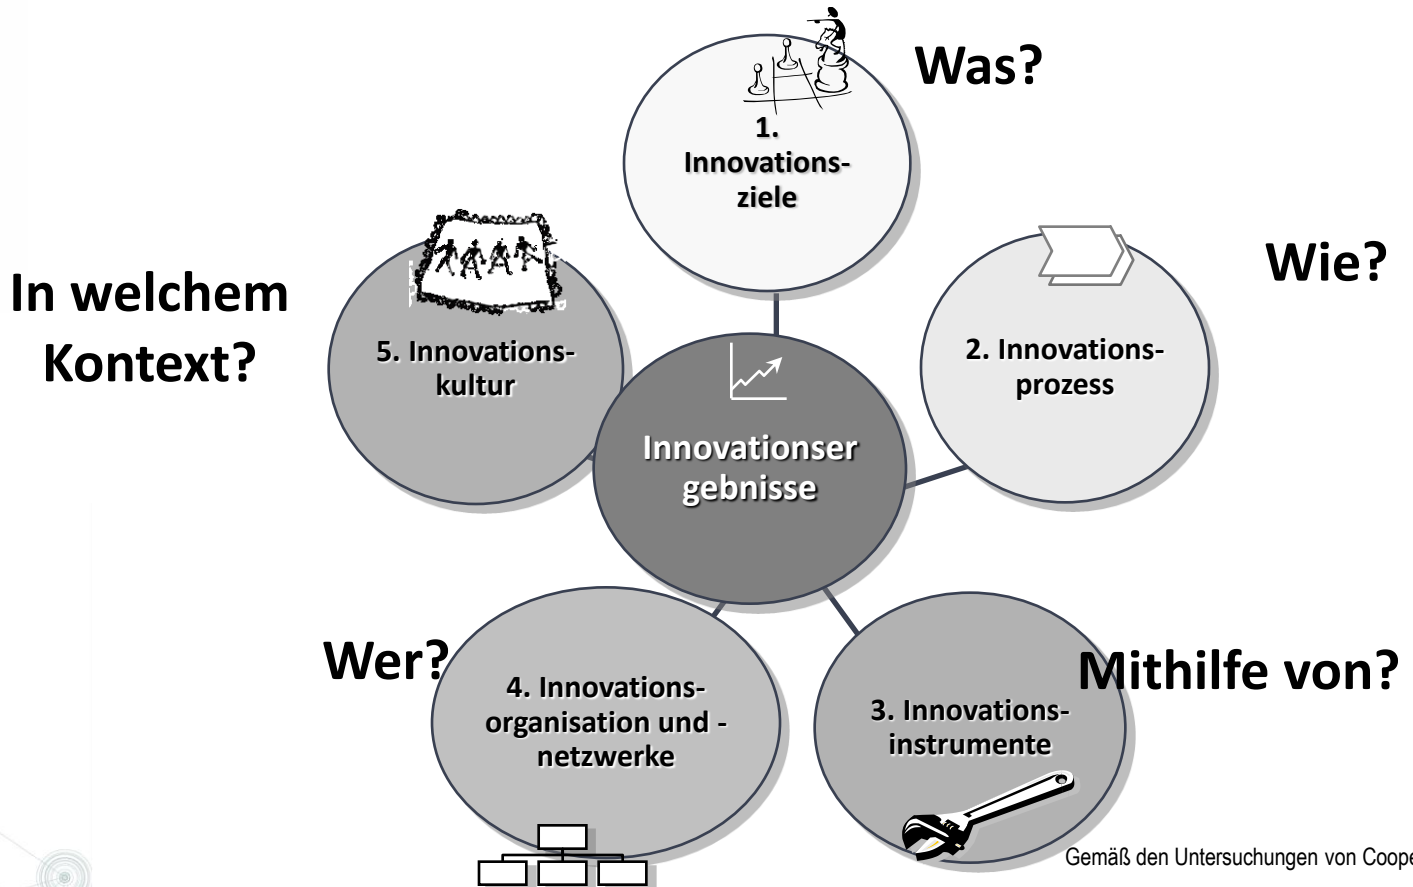 Was?
1.
Innovations-
ziele
Wie?
2. Innovations-
prozess
In welchem
Kontext?
5. Innovations-
kultur
Innovationser
gebnisse
Wer?
4. Innovations-
organisation und -
netzwerke
Mithilfe von?
3. Innovations-
instrumente
Gemäß den Untersuchungen von Coope